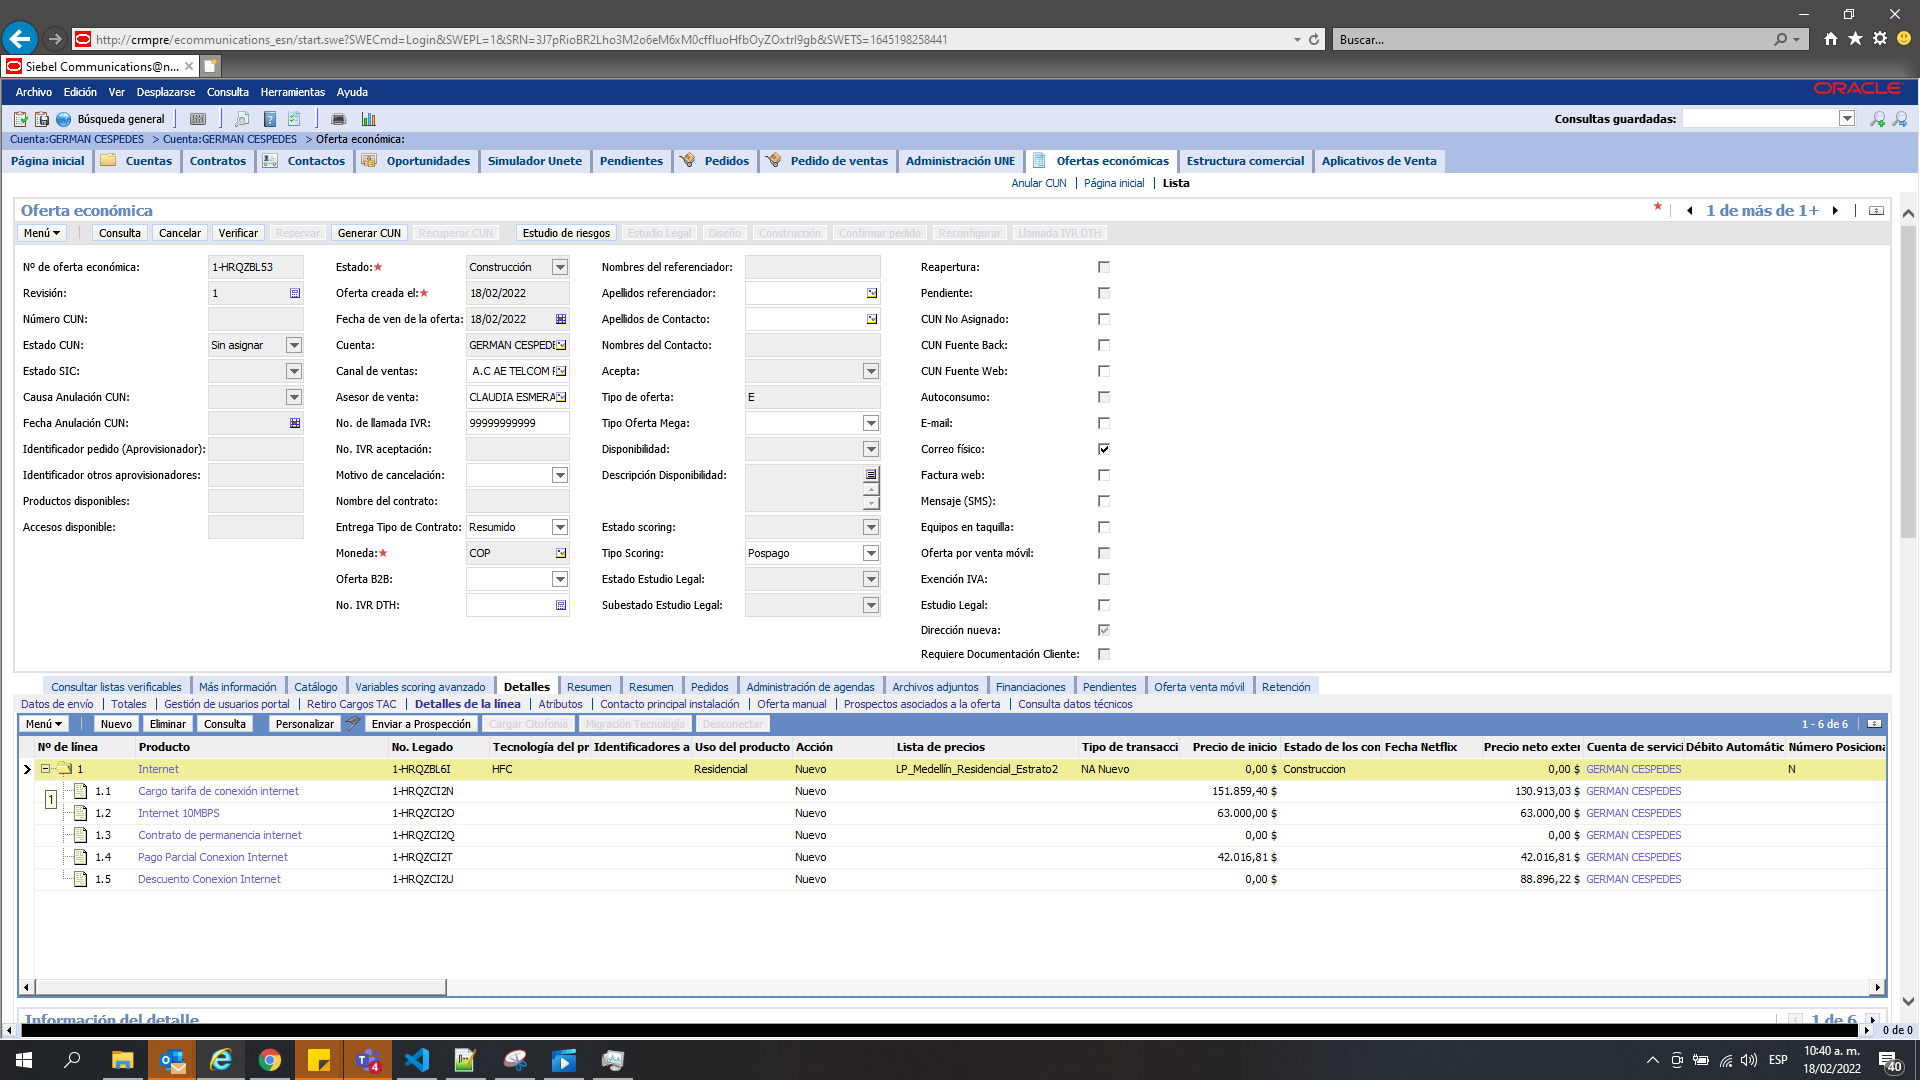 http://crmpre/ecommunications_esn/start.swe?SWECmd=Login&SWEPL=1&SRN=3J7pRioBR2Lho3M2o6eM6xM0cffIuoHfbOyZOxtrl9gb&SWETS=1645198258441
Buscar...
Siebel Communications@n...
Archivo Edición Ver Desplazarse Consulta Herramientas Ayuda
ORACLE
Búsqueda general
Consultas guardadas:
Cuenta:GERMAN CESPEDES > Cuenta:GERMAN CESPEDES > Oferta económica:
Página inicial Cuentas Contratos Contactos Oportunidades Simulador Unete Pendientes Pedidos Pedido de ventas Administración UNE Ofertas económicas Estructura comercial Aplicativos de Venta
Anular CUN | Página inicial | Lista
Oferta económica
1 de más de 1+
Menú Consulta Cancelar Verificar Reservar Generar CUN Recuperar CUN Estudio de riesgos Estudio Legal Diseño Construcción Confirmar pedido Reconfigurar Llamada IVR DTH
Nº de oferta económica: 1-HRQZBL53 Estado:★ Construcción Nombres del referenciador: Reapertura:
Revisión: 1 Oferta creada el:★ 18/02/2022 Apellidos referenciador: Pendiente:
Número CUN: Fecha de ven de la oferta: 18/02/2022 Apellidos de Contacto: CUN No Asignado:
Estado CUN: Sin asignar Cuenta: GERMAN CESPEDE Nombres del Contacto: CUN Fuente Back:
Estado SIC: Canal de ventas: A.C AE TELCOM Acepta: CUN Fuente Web:
Causa Anulación CUN: Asesor de venta: CLAUDIA ESMERA Tipo de oferta: E Autoconsumo:
Fecha Anulación CUN: No. de llamada IVR: 99999999999 Tipo Oferta Mega: E-mail:
Identificador pedido (Aprovisionador): No. IVR aceptación: Disponibilidad: Correo físico:
Identificador otros aprovisionadores: Motivo de cancelación: Descripción Disponibilidad: Factura web:
Productos disponibles: Nombre del contrato: Mensaje (SMS):
Accesos disponible: Entrega Tipo de Contrato: Resumido Estado scoring: Equipos en taquilla:
Moneda:★ COP Tipo Scoring: Pospago Oferta por venta móvil:
Oferta B2B: Estado Estudio Legal: Exención IVA:
No. IVR DTH: Subestado Estudio Legal: Estudio Legal:
Dirección nueva:
Requiere Documentación Cliente:
Consultar listas verificables Más información Catálogo Variables scoring avanzado Detalles Resumen Resumen Pedidos Administración de agendas Archivos adjuntos Financiaciones Pendientes Oferta venta móvil Retención
Datos de envío | Totales | Gestión de usuarios portal | Retiro Cargos TAC | Detalles de la línea | Atributos | Contacto principal instalación | Oferta manual | Prospectos asociados a la oferta | Consulta datos técnicos
Menú Nuevo Eliminar Consulta Personalizar Enviar a Prospección Cargar Citofonía Migración Tecnología Desconectar
1 - 6 de 6
Nº de línea Producto No. Legado Tecnología del pr Identificadores a Uso del producto Acción Lista de precios Tipo de transacci Precio de inicio Estado de los con Fecha Netflix Precio neto exter Cuenta de servici Débito Automátic Número Posiciona
1 Internet 1-HRQZBL6I HFC Residencial Nuevo LP_Medellín_Residencial_Estrato2 NA Nuevo 0,00 $ Construccion 0,00 $ GERMAN CESPEDES N
1.1 Cargo tarifa de conexión internet 1-HRQZCI2N Nuevo 151.859,40 $ 130.913,03 $ GERMAN CESPEDES
1
1.2 Internet 10MBPS 1-HRQZCI2O Nuevo 63.000,00 $ 63.000,00 $ GERMAN CESPEDES
1.3 Contrato de permanencia internet 1-HRQZCI2Q Nuevo 0,00 $ 0,00 $ GERMAN CESPEDES
1.4 Pago Parcial Conexion Internet 1-HRQZCI2T Nuevo 42.016,81 $ 42.016,81 $ GERMAN CESPEDES
1.5 Descuento Conexion Internet 1-HRQZCI2U Nuevo 0,00 $ 88.896,22 $ GERMAN CESPEDES
Información del detalle
1 de 6
0 de 0
4
ESP
10:40 a. m.
18/02/2022
40